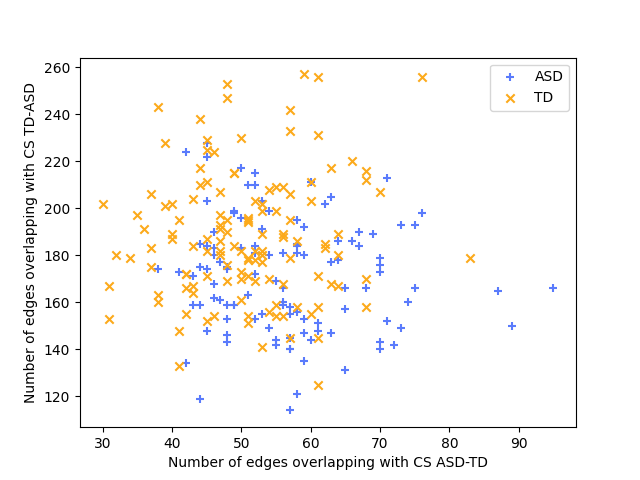 260
240
220
200
180
160
140
120
30 40 50 60 70 80 90
Number of edges overlapping with CS ASD-TD
Number of edges overlapping with CS TD-ASD
ASD
TD